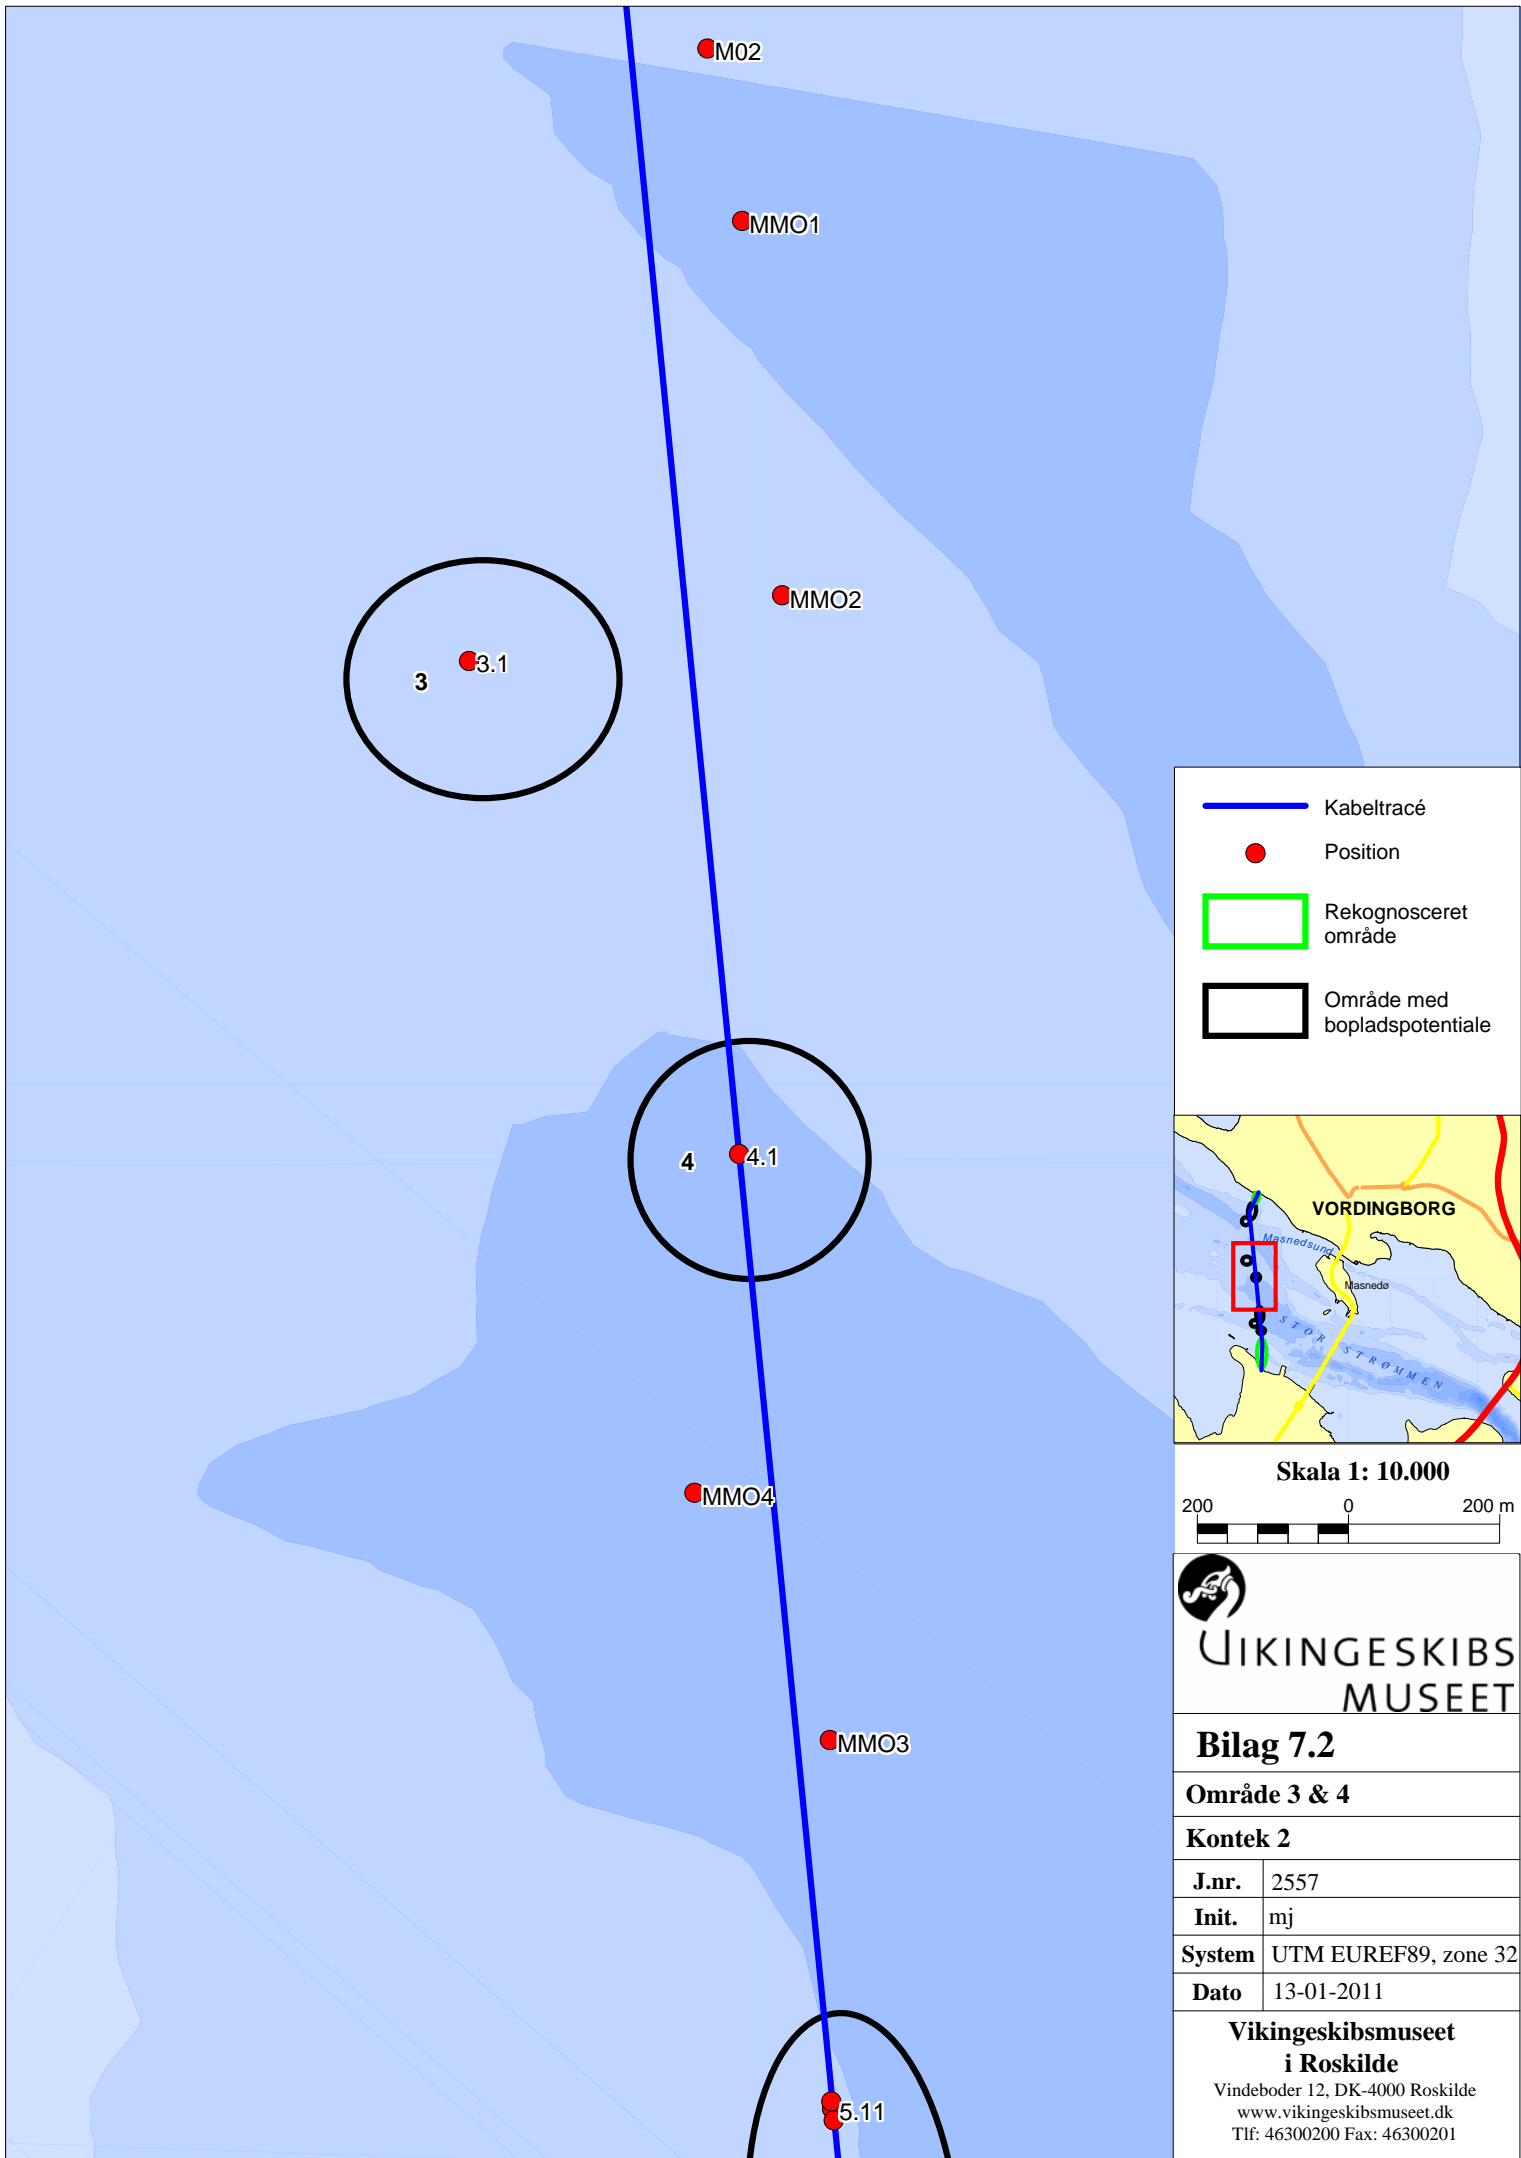 M02
MMO1
MMO2
3.1
3
4.1
4
MMO4
MMO3
5.11
Kabeltracé
Position
Rekognosceret
område
Område med
bopladspotentiale
VORDINGBORG
Masnedsund
Masnedø
STOR STRØMMEN
Skala 1: 10.000
200 0 200 m
VIKINGESKIBS
MUSEET
Bilag 7.2
Område 3 & 4
Kontek 2
J.nr. 2557
Init. mj
System UTM EUREF89, zone 32
Dato 13-01-2011
Vikingeskibsmuseet
i Roskilde
Vindeboder 12, DK-4000 Roskilde
www.vikingeskibsmuseet.dk
Tlf: 46300200 Fax: 46300201